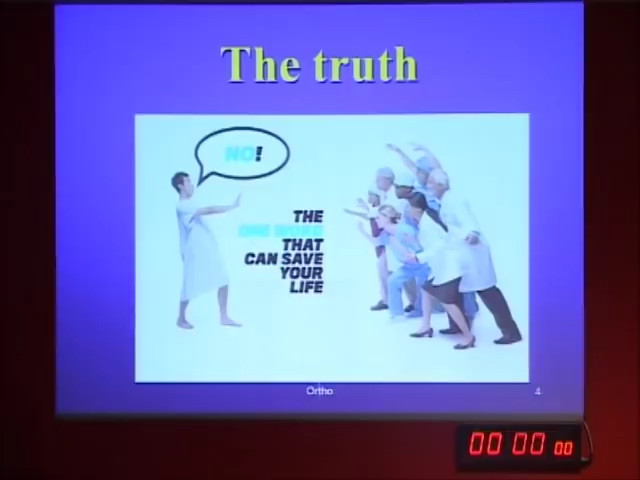 The truth
NO!
THE
ONE WORD
THAT
CAN SAVE
YOUR
LIFE
Ortho
4
00 00 00